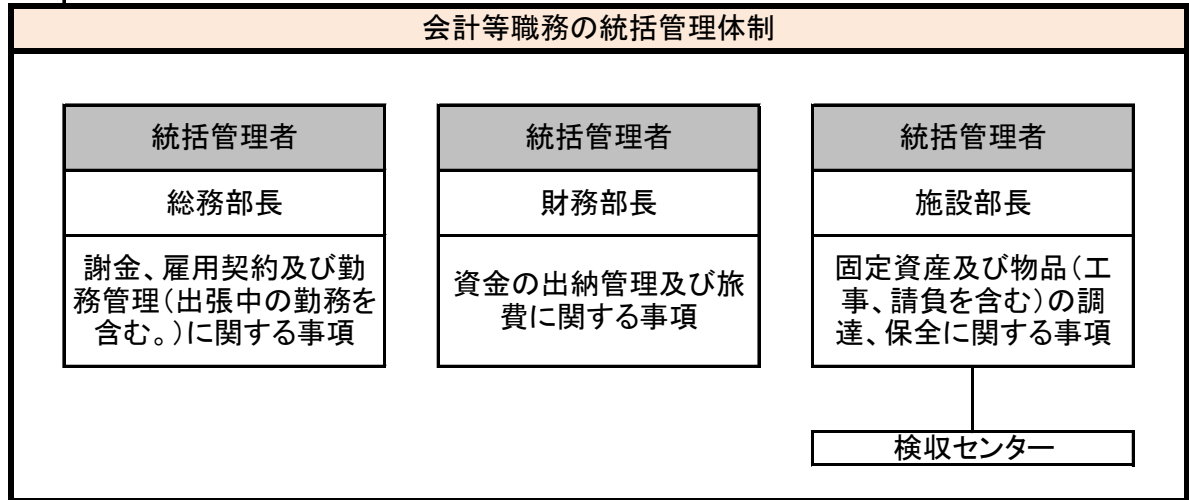 会計等職務の統括管理体制
統括管理者
総務部長
謝金、雇用契約及び勤
務管理(出張中の勤務を
含む。)に関する事項
統括管理者
財務部長
資金の出納管理及び旅
費に関する事項
統括管理者
施設部長
固定資産及び物品(工
事、請負を含む)の調
達、保全に関する事項
検収センター